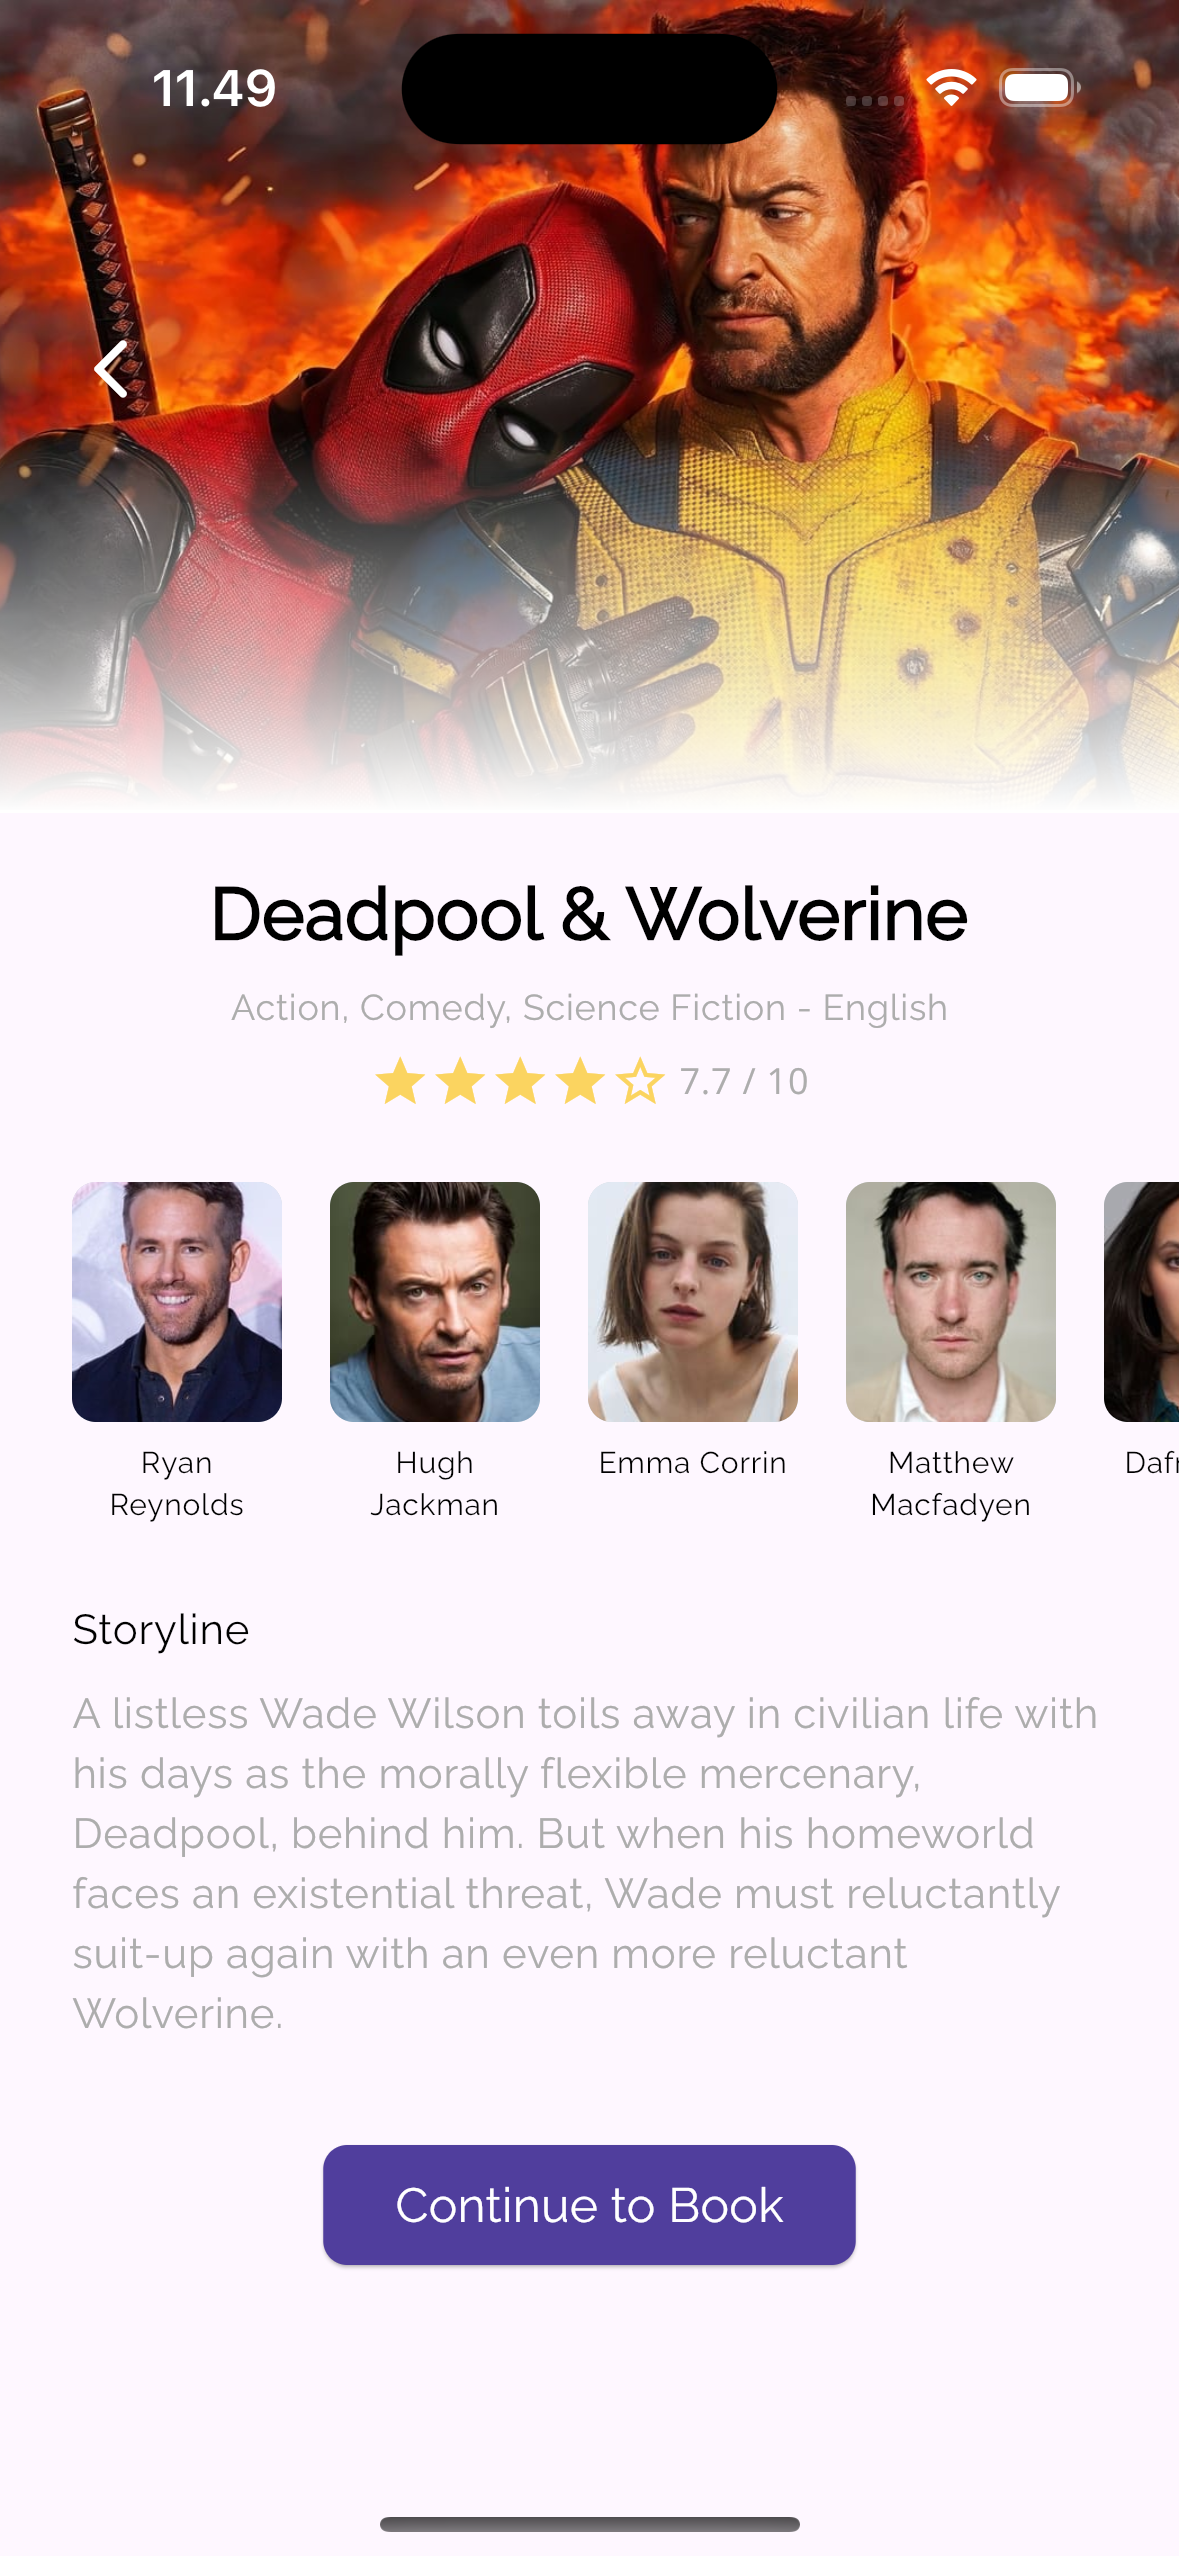 11.49
Deadpool & Wolverine
Action, Comedy, Science Fiction - English
7.7 / 10
Ryan
Reynolds
Hugh
Jackman
Emma Corrin
Matthew
Macfadyen
Storyline
A listless Wade Wilson toils away in civilian life with
his days as the morally flexible mercenary,
Deadpool, behind him. But when his homeworld
faces an existential threat, Wade must reluctantly
suit-up again with an even more reluctant
Wolverine.
Continue to Book